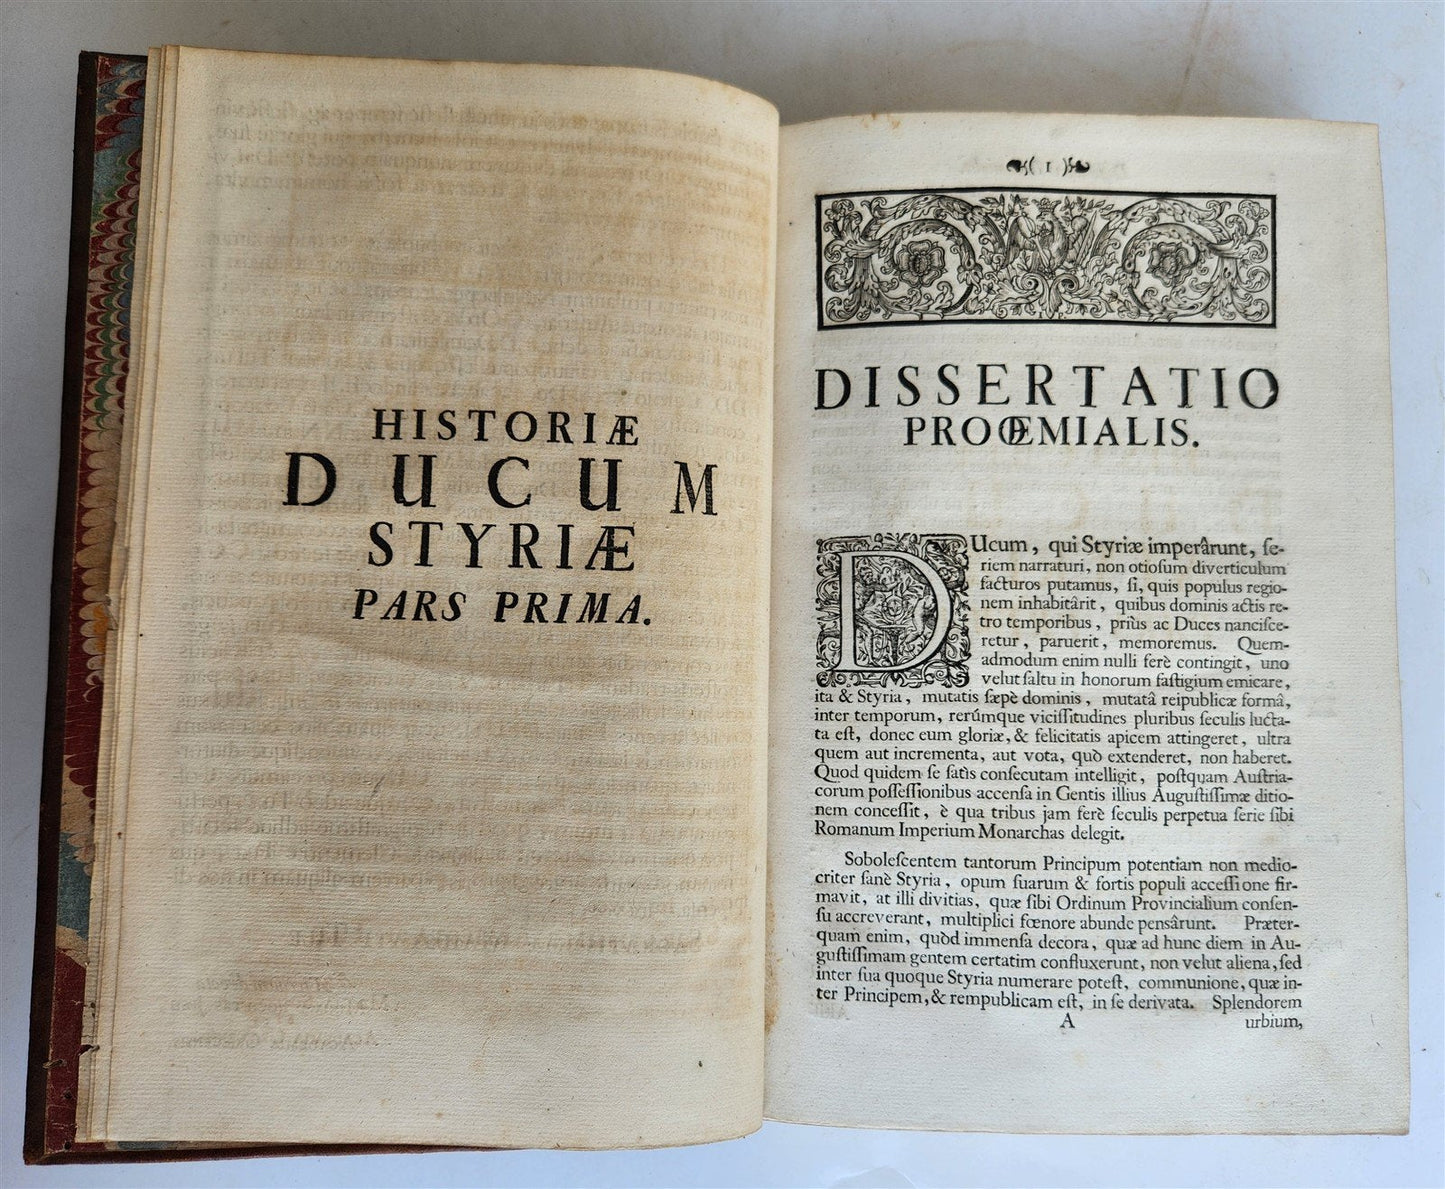 HISTORIÆ
DUCUM
STYRIÆ
PARS PRIMA.
( 1 )
DISSERTATIO
PROŒMIALIS.
DUcum, qui Styriæ imperârunt, ſe-
riem narraturi, non otioſum diverticulum
facturos putamus, ſi, quis populus regio-
nem inhabitârit, quibus dominis actis re-
tro temporibus, priùs ac Duces nanciſce-
retur, paruerit, memoremus. Quem-
admodum enim nulli ferè contingit, uno
velut ſaltu in honorum faſtigium emicare,
ita & Styria, mutatis ſæpè dominis, mutatâ reipublicæ formâ,
inter temporum, rerúmque viciſſitudines pluribus ſeculis lucta-
ta eſt, donec eum gloriæ, & felicitatis apicem attingeret, ultra
quem aut incrementa, aut vota, quò extenderet, non haberet.
Quod quidem ſe ſatìs conſecutam intelligit, poſtquam Auſtria-
corum poſſeſſionibus accenſa in Gentis illius Auguſtiſſimæ ditio-
nem conceſſit, è qua tribus jam ferè ſeculis perpetua ſerie ſibi
Romanum Imperium Monarchas delegit.
Soboleſcentem tantorum Principum potentiam non medio-
criter ſanè Styria, opum ſuarum & fortis populi acceſſione fir-
mavit, at illi divitias, quæ ſibi Ordinum Provincialium conſen-
ſu accreverant, multiplici fœnore abunde penſârunt. Præter-
quam enim, quòd immenſa decora, quæ ad hunc diem in Au-
guſtiſſimam gentem certatim confluxerunt, non velut aliena, ſed
inter ſua quoque Styria numerare poteſt, communione, quæ in-
ter Principem, & rempublicam eſt, in ſe derivata. Splendorem
A urbium,